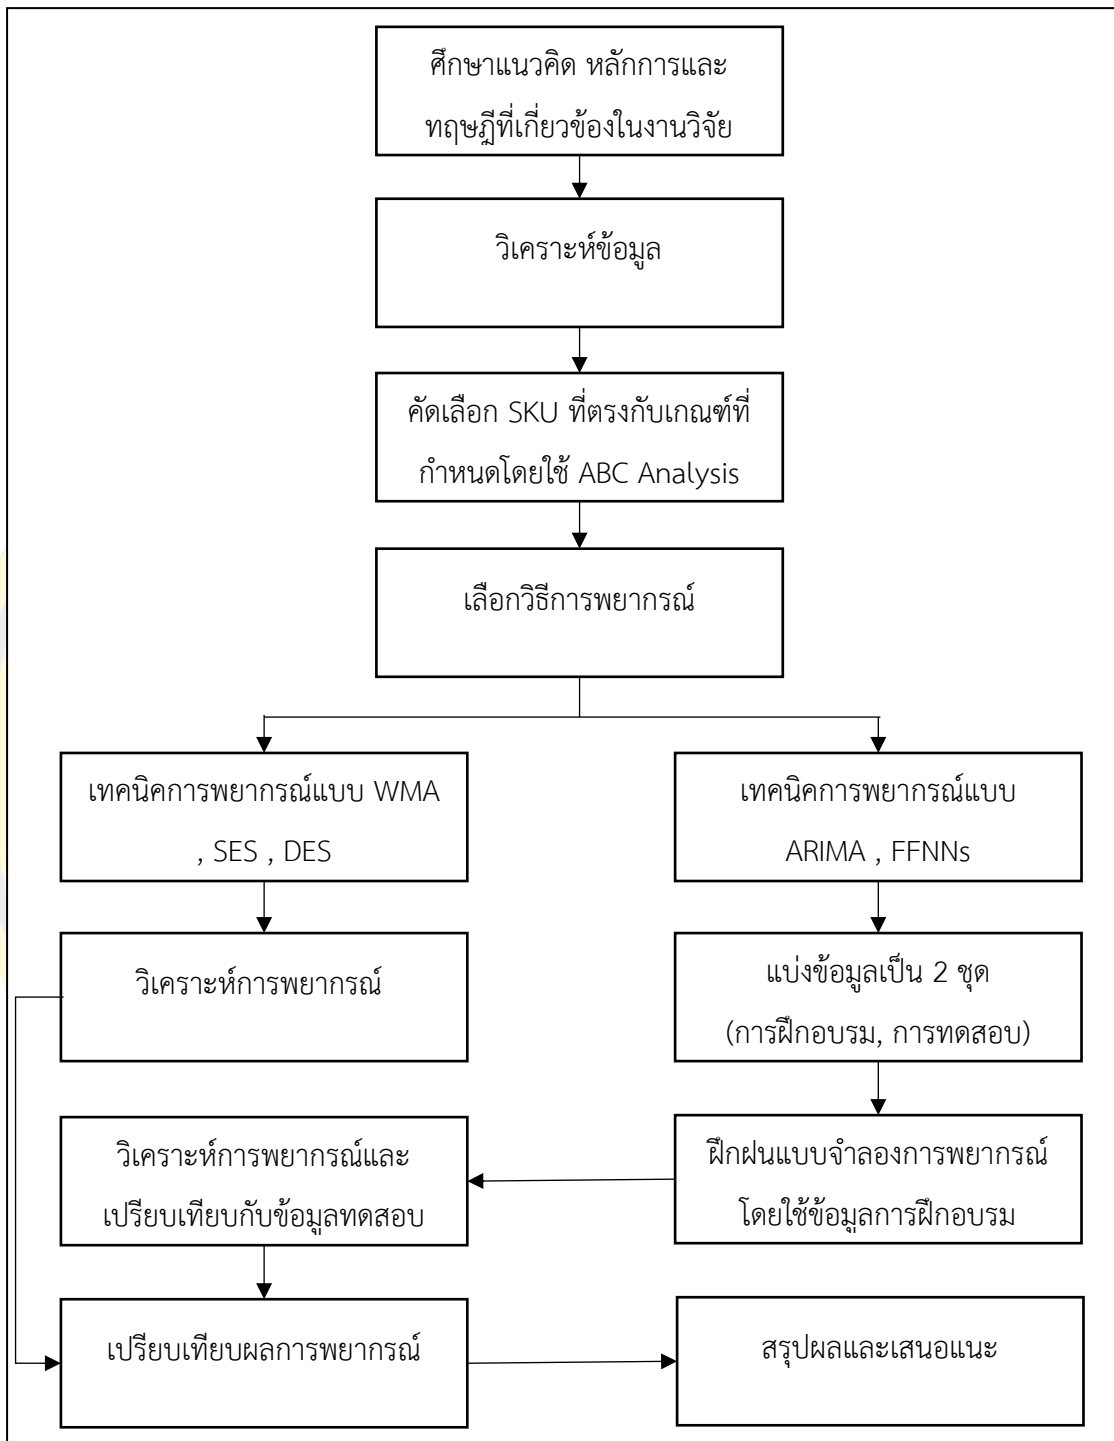 ศึกษาแนวคิด หลักการและ
ทฤษฎีที่เกี่ยวข้องในงานวิจัย
วิเคราะห์ข้อมูล
คัดเลือก SKU ที่ตรงกับเกณฑ์ที่
กำหนดโดยใช้ ABC Analysis
เลือกวิธีการพยากรณ์
เทคนิคการพยากรณ์แบบ WMA
, SES , DES
เทคนิคการพยากรณ์แบบ
ARIMA , FFNNs
วิเคราะห์การพยากรณ์
แบ่งข้อมูลเป็น 2 ชุด
(การฝึกอบรม, การทดสอบ)
ฝึกฝนแบบจำลองการพยากรณ์
โดยใช้ข้อมูลการฝึกอบรม
วิเคราะห์การพยากรณ์และ
เปรียบเทียบกับข้อมูลทดสอบ
เปรียบเทียบผลการพยากรณ์
สรุปผลและเสนอแนะ